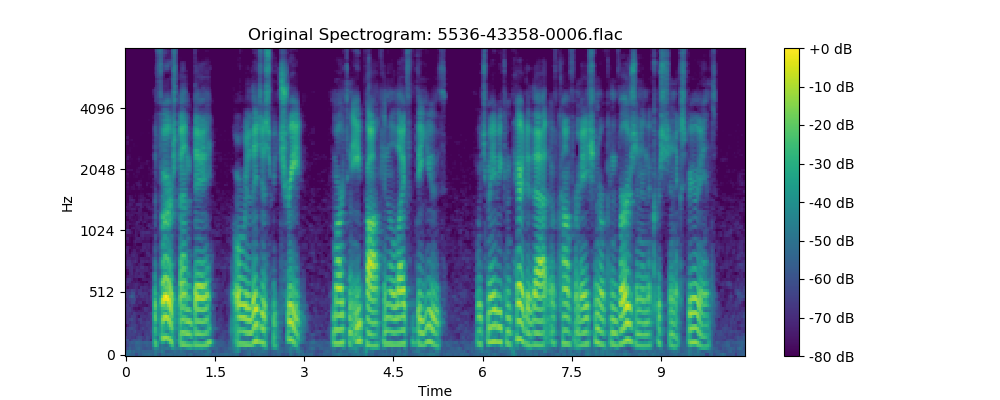 Original Spectrogram: 5536-43358-0006.flac
Hz
4096
2048
1024
512
0
0 1.5 3 4.5 6 7.5 9
Time
+0 dB
-10 dB
-20 dB
-30 dB
-40 dB
-50 dB
-60 dB
-70 dB
-80 dB